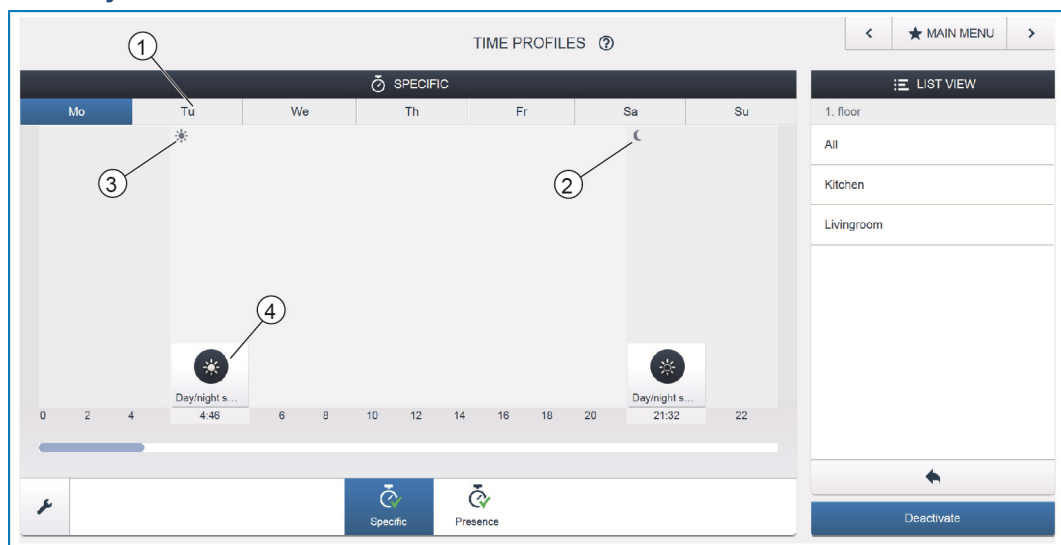 TIME PROFILES ?
< ★ MAIN MENU >
SPECIFIC
LIST VIEW
Mo Tu We Th Fr Sa Su
1. floor
All
Kitchen
Livingroom
1
2
3
4
Day/night s... Day/night s...
0 2 4 4:46 6 8 10 12 14 16 18 20 21:32 22
Specific Presence
Deactivate